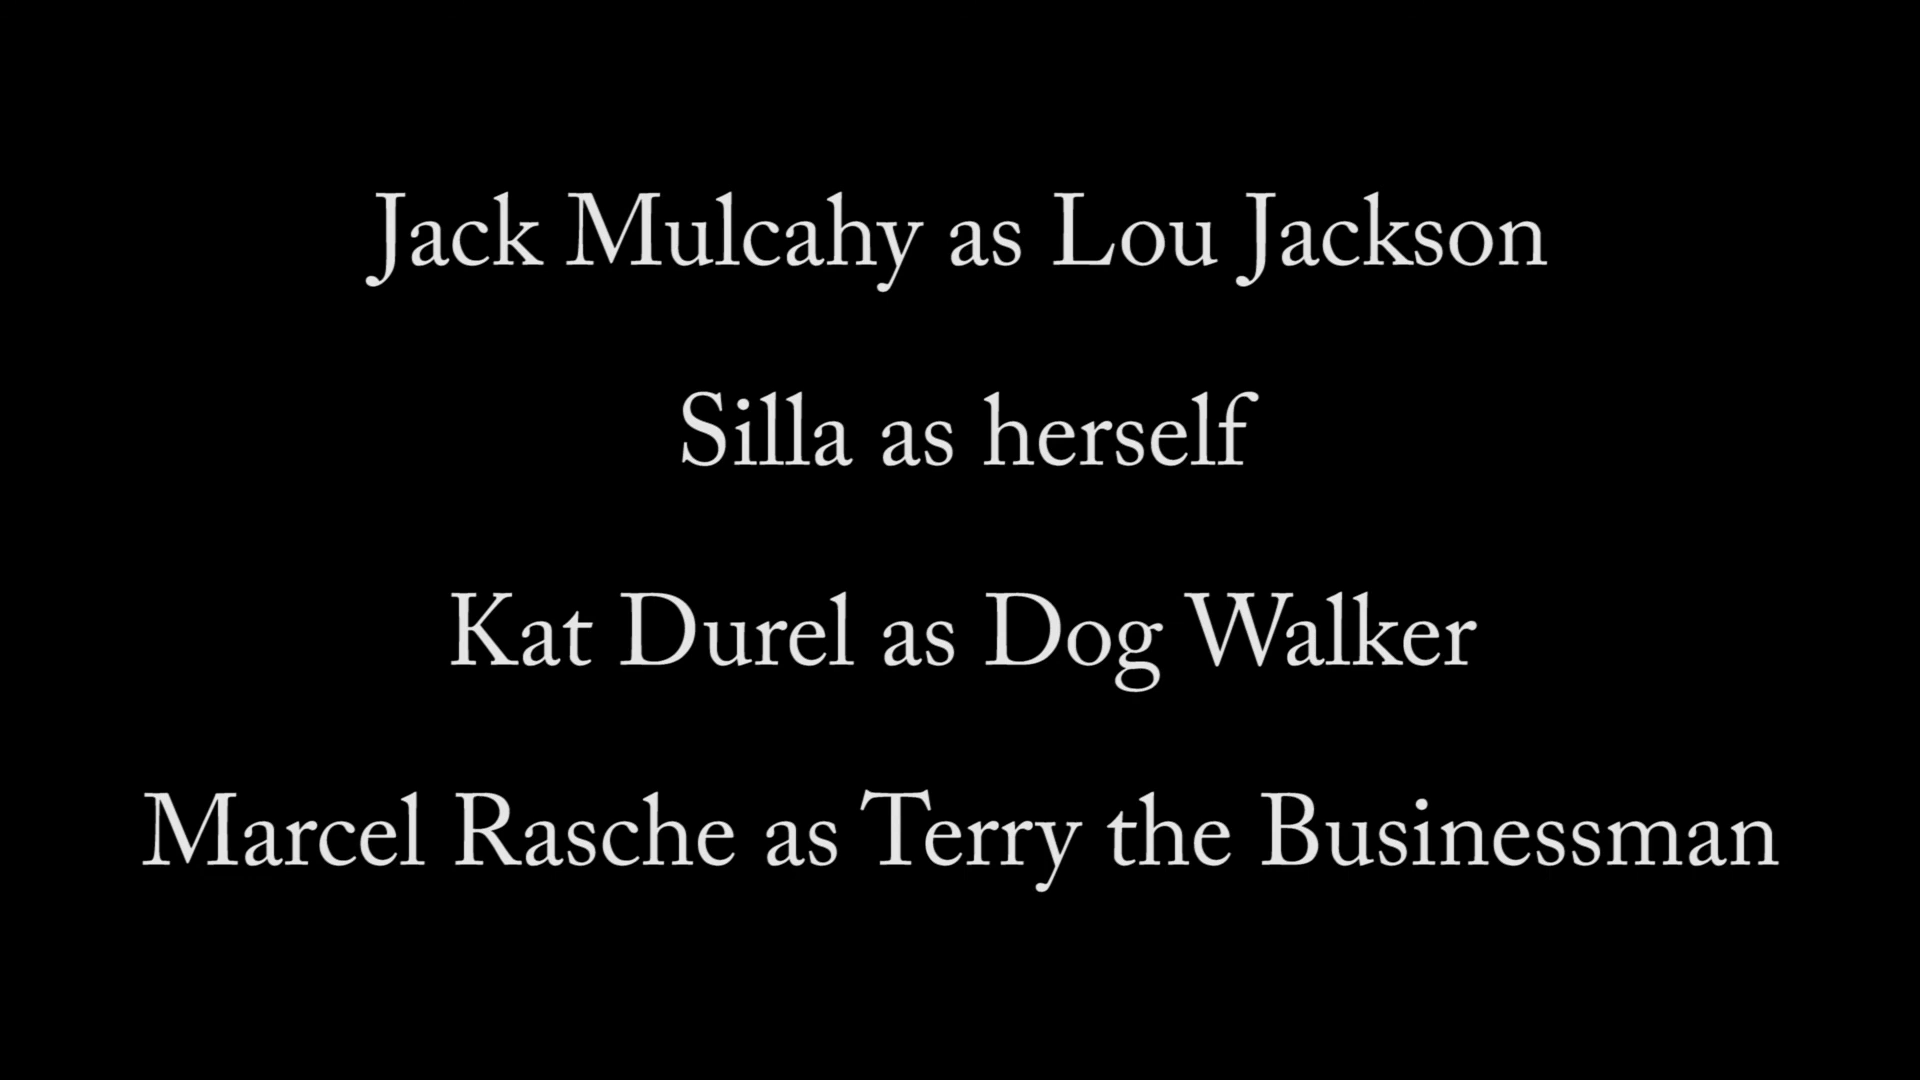 Jack Mulcahy as Lou Jackson
Silla as herself
Kat Durel as Dog Walker
Marcel Rasche as Terry the Businessman